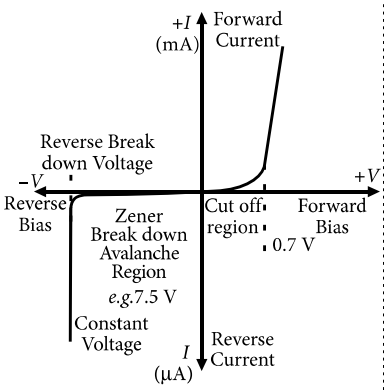 +I
(mA)
Forward
Current
Reverse Break
down Voltage
–V
+V
Reverse
Bias
Zener
Break down
Avalanche
Region
e.g.7.5 V
Cut off
region
Forward
Bias
0.7 V
Constant
Voltage
I
(μA)
Reverse
Current